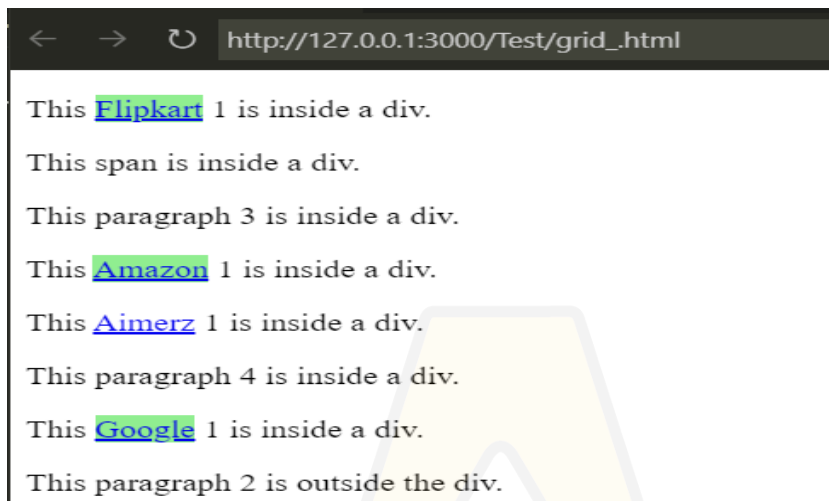 http://127.0.0.1:3000/Test/grid_.html
This Flipkart 1 is inside a div.
This span is inside a div.
This paragraph 3 is inside a div.
This Amazon 1 is inside a div.
This Aimerz 1 is inside a div.
This paragraph 4 is inside a div.
This Google 1 is inside a div.
This paragraph 2 is outside the div.